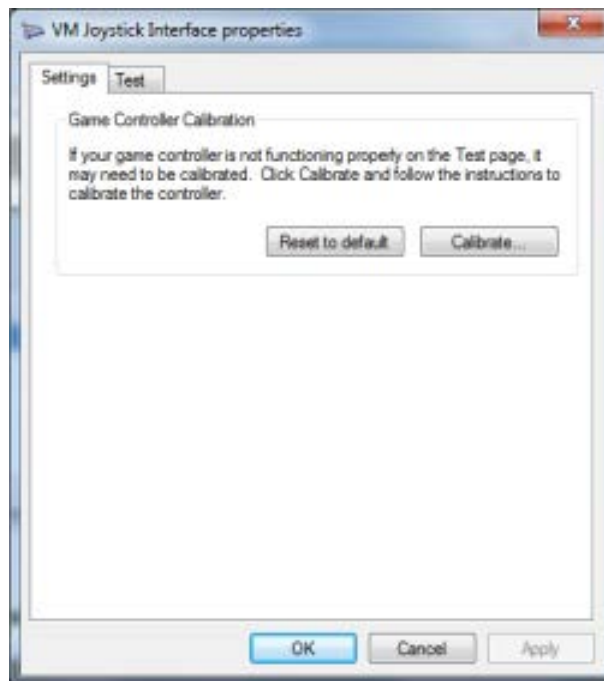 VM Joystick Interface properties
Settings Test
Game Controller Calibration
If your game controller is not functioning properly on the Test page, it
may need to be calibrated. Click Calibrate and follow the instructions to
calibrate the controller.
Reset to default Calibrate...
OK Cancel Apply